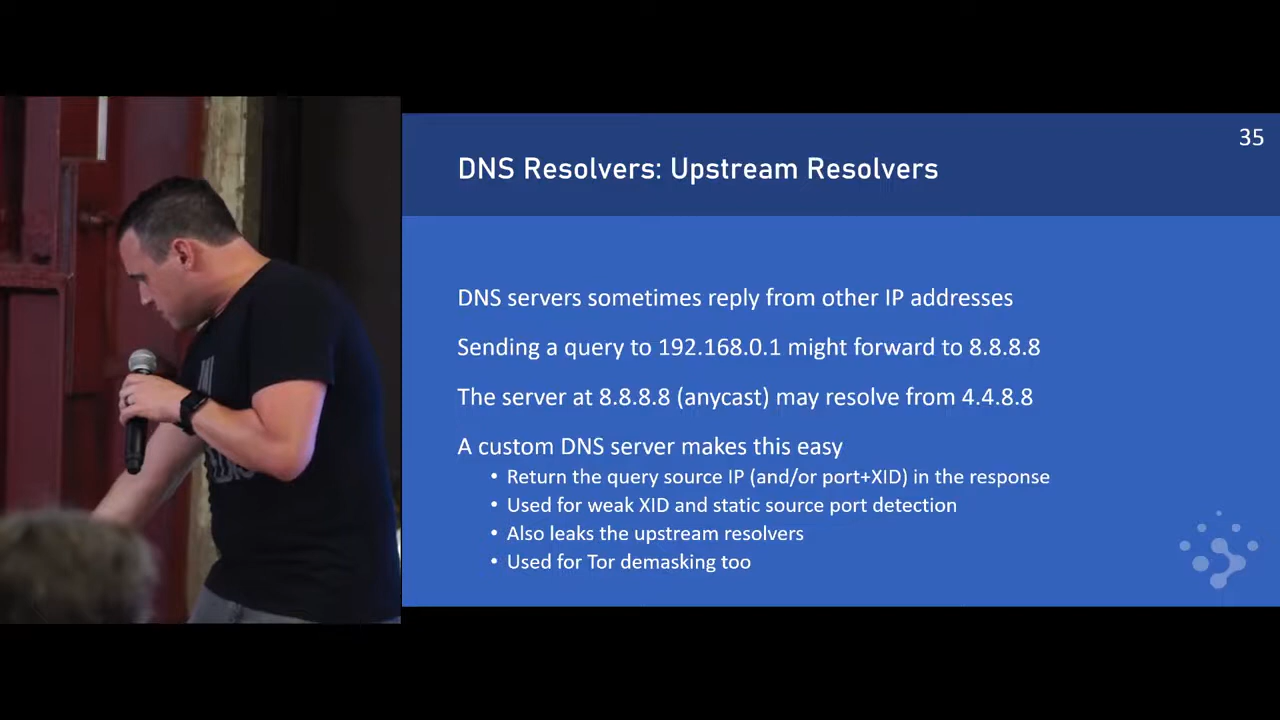 35
DNS Resolvers: Upstream Resolvers
DNS servers sometimes reply from other IP addresses
Sending a query to 192.168.0.1 might forward to 8.8.8.8
The server at 8.8.8.8 (anycast) may resolve from 4.4.8.8
A custom DNS server makes this easy
• Return the query source IP (and/or port+XID) in the response
• Used for weak XID and static source port detection
• Also leaks the upstream resolvers
• Used for Tor demasking too